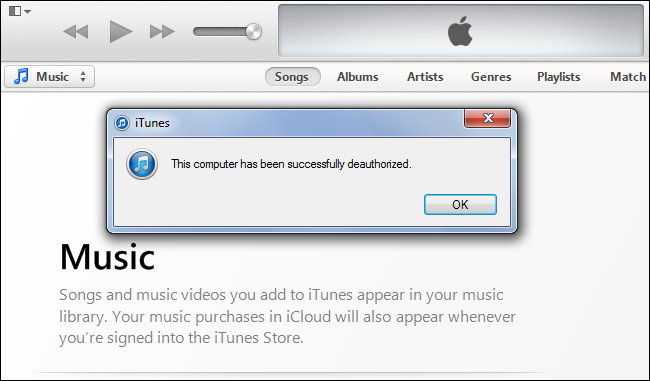 Music
Songs Albums Artists Genres Playlists Match
iTunes
This computer has been successfully deauthorized.
OK
Music
Songs and music videos you add to iTunes appear in your music
library. Your music purchases in iCloud will also appear whenever
you're signed into the iTunes Store.